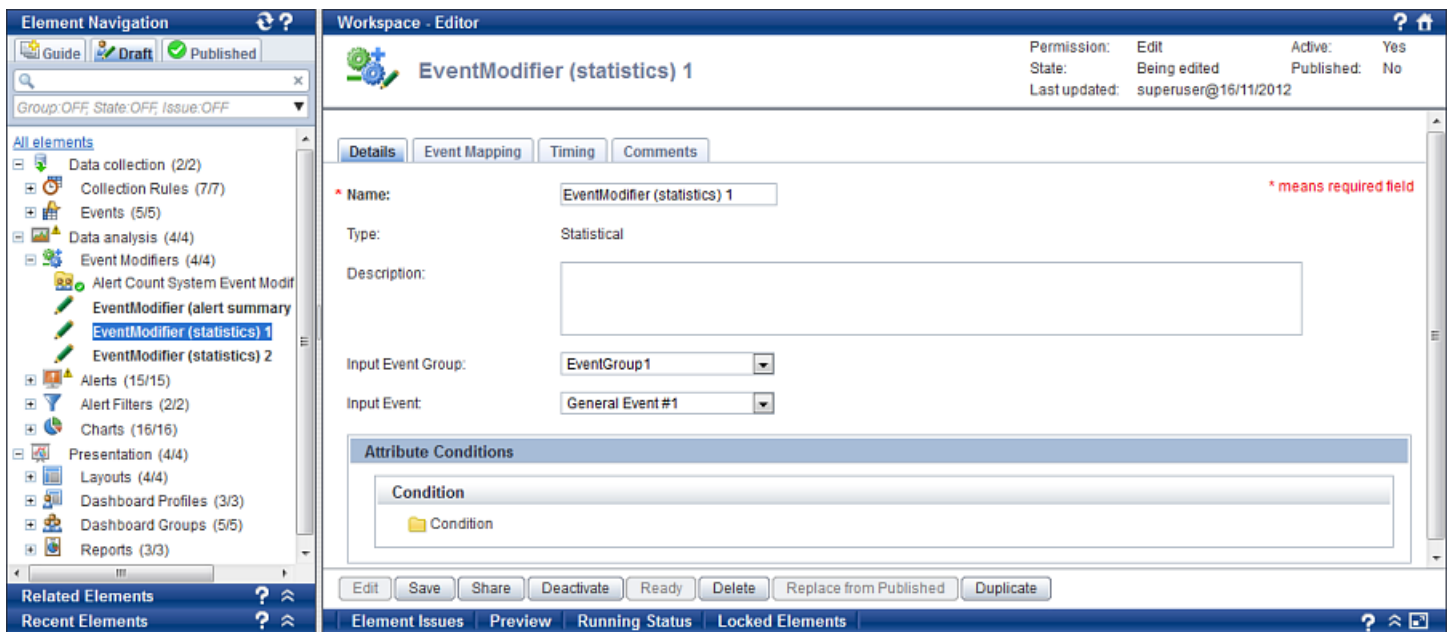 Element Navigation ?
Guide Draft Published
Group:OFF, State:OFF, Issue:OFF
All elements
Data collection (2/2)
Collection Rules (7/7)
Events (5/5)
Data analysis (4/4)
Event Modifiers (4/4)
Alert Count System Event Modif
EventModifier (alert summary
EventModifier (statistics) 1
EventModifier (statistics) 2
Alerts (15/15)
Alert Filters (2/2)
Charts (16/16)
Presentation (4/4)
Layouts (4/4)
Dashboard Profiles (3/3)
Dashboard Groups (5/5)
Reports (3/3)
Related Elements ?
Recent Elements ?
Workspace - Editor ?
EventModifier (statistics) 1
Permission: Edit Active: Yes
State: Being edited Published: No
Last updated: superuser@16/11/2012
Details Event Mapping Timing Comments
* means required field
* Name: EventModifier (statistics) 1
Type: Statistical
Description:
Input Event Group: EventGroup1
Input Event: General Event #1
Attribute Conditions
Condition
Condition
Edit Save Share Deactivate Ready Delete Replace from Published Duplicate
Element Issues Preview Running Status Locked Elements ?